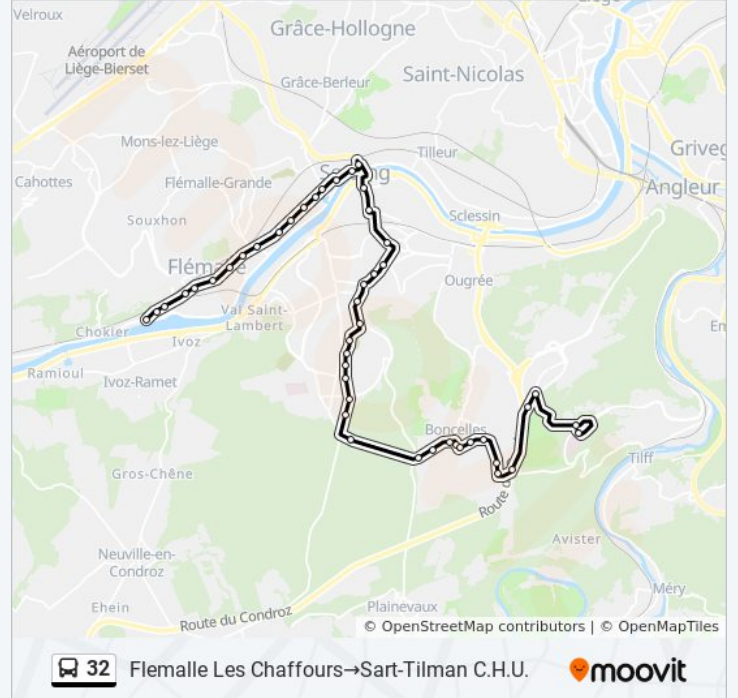 Velroux
Liège
Grâce-Hollogne
Aéroport de
Liège-Bierset
Saint-Nicolas
Grâce-Berleur
Mons-lez-Liège
Tilleur
Griveg
Cahottes
Flémalle-Grande
Angleur
Souxhon
Sclessin
Ougrée
Val Saint-
Lambert
Chokier
Ivoz
En
Ramioul
Ivoz-Ramet
Boncelles
Tilff
Gros-Chêne
Route d
Avister
Neuville-en-
Condroz
Méry
Ehein
Route du Condroz
Plainevaux
© OpenStreetMap contributors | © OpenMapTiles
32 Flemalle Les Chaffours→Sart-Tilman C.H.U.
moovit